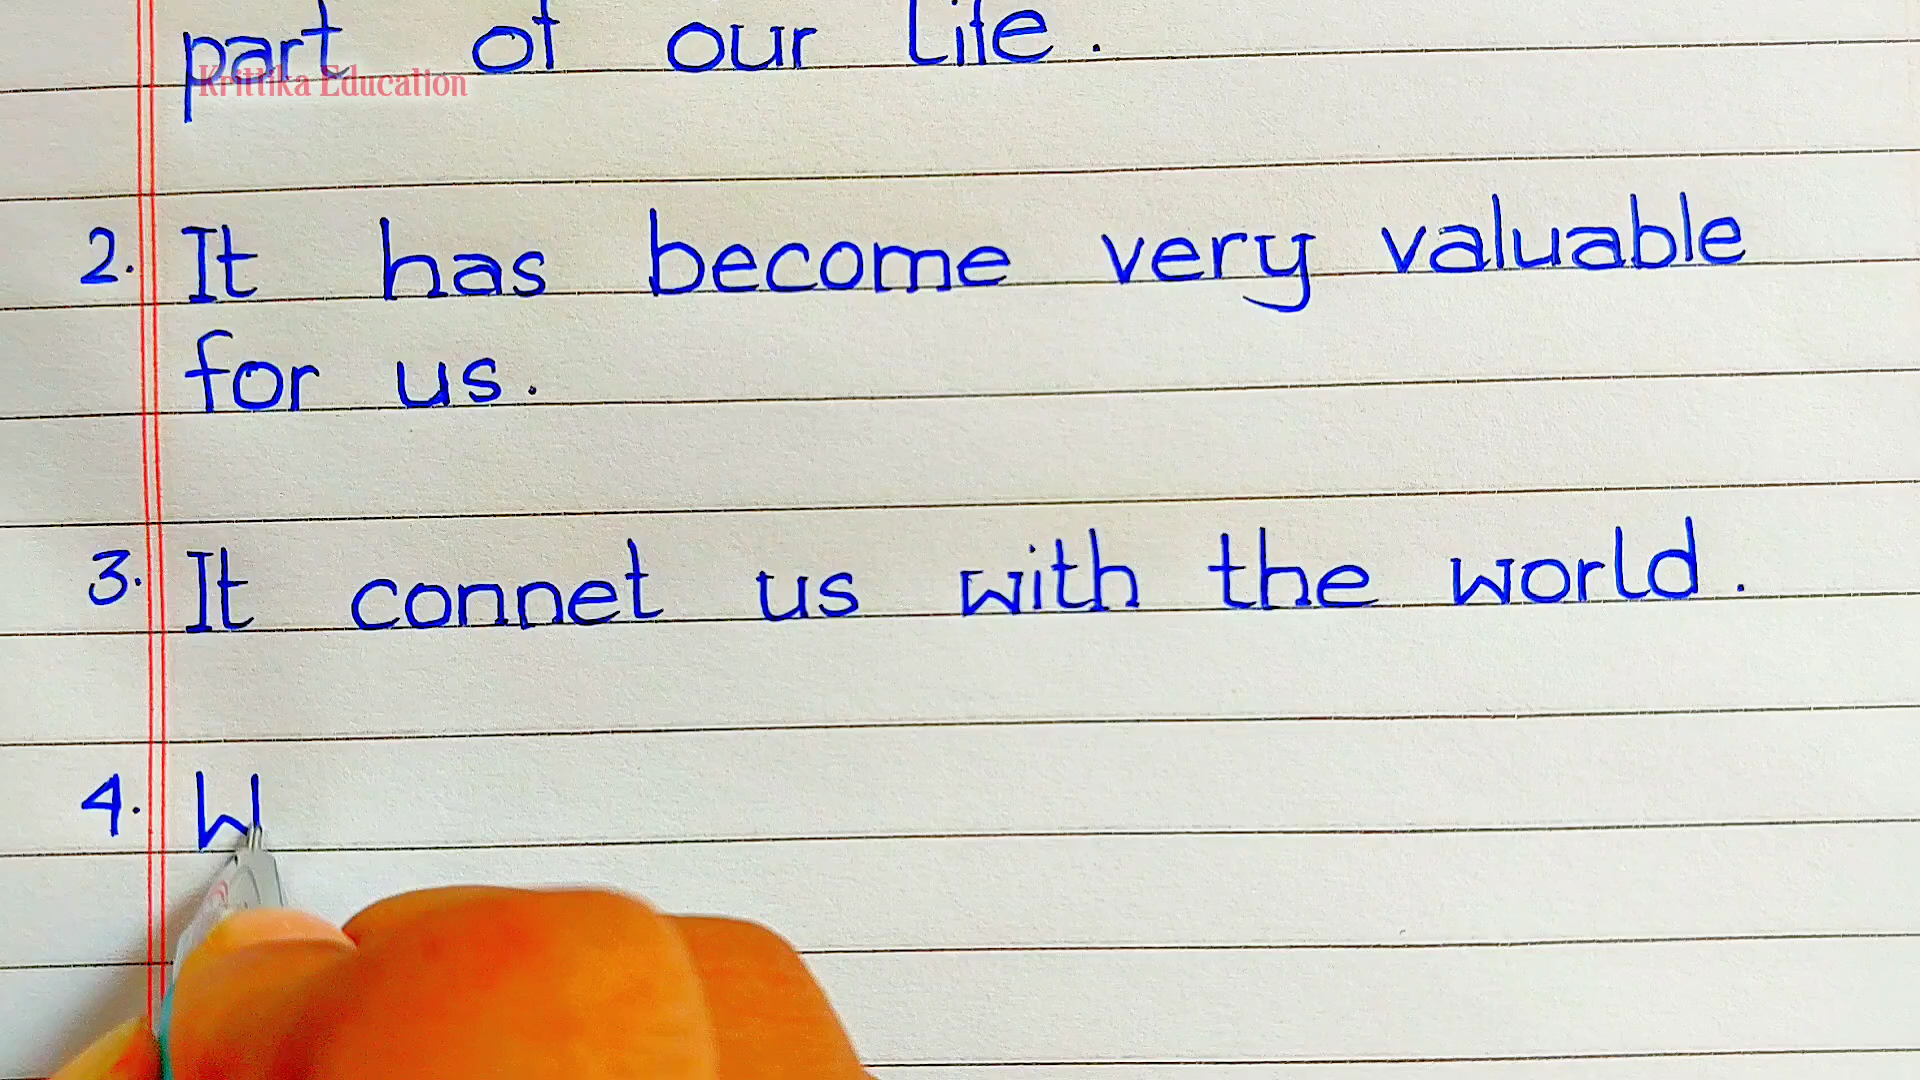 part of our life.
Krittika Education
2. It has become very valuable
for us.
3. It connet us with the world.
4. W